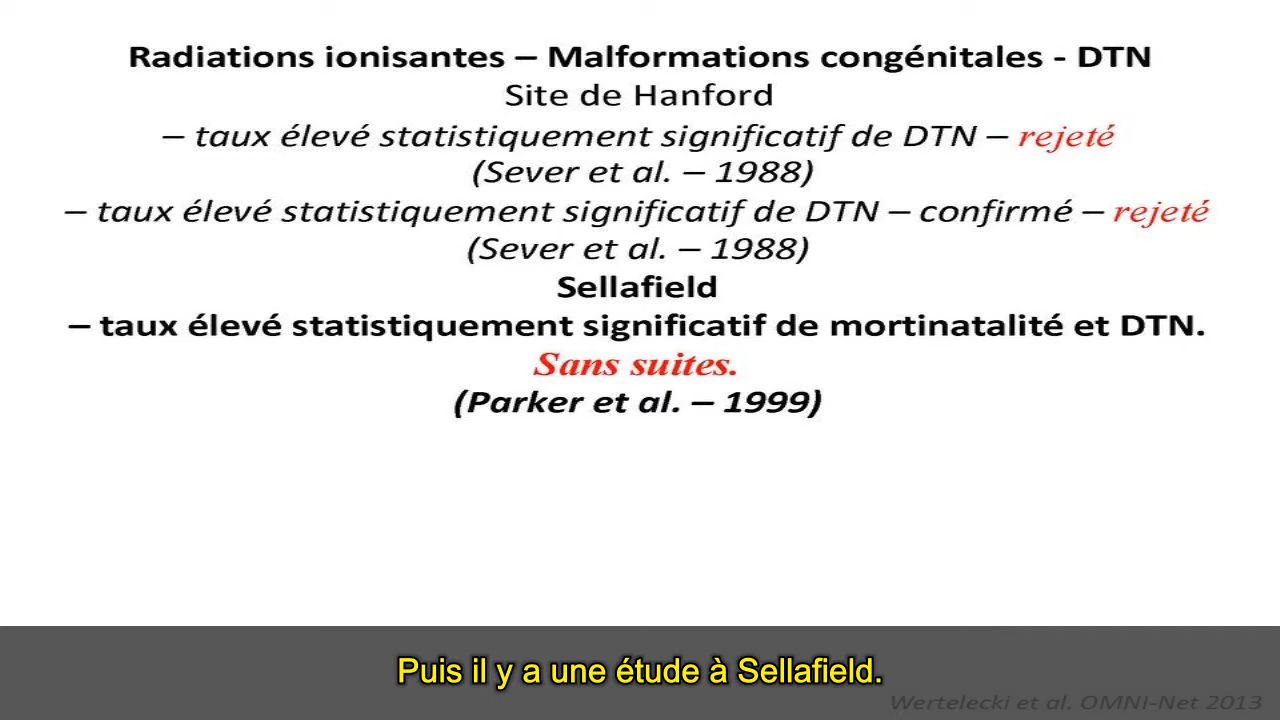 Radiations ionisantes – Malformations congénitales - DTN
Site de Hanford
– taux élevé statistiquement significatif de DTN – rejeté
(Sever et al. – 1988)
– taux élevé statistiquement significatif de DTN – confirmé – rejeté
(Sever et al. – 1988)
Sellafield
– taux élevé statistiquement significatif de mortinatalité et DTN.
Sans suites.
(Parker et al. – 1999)
Puis il y a une étude à Sellafield.
Wertelecki et al. OMNI-Net 2013